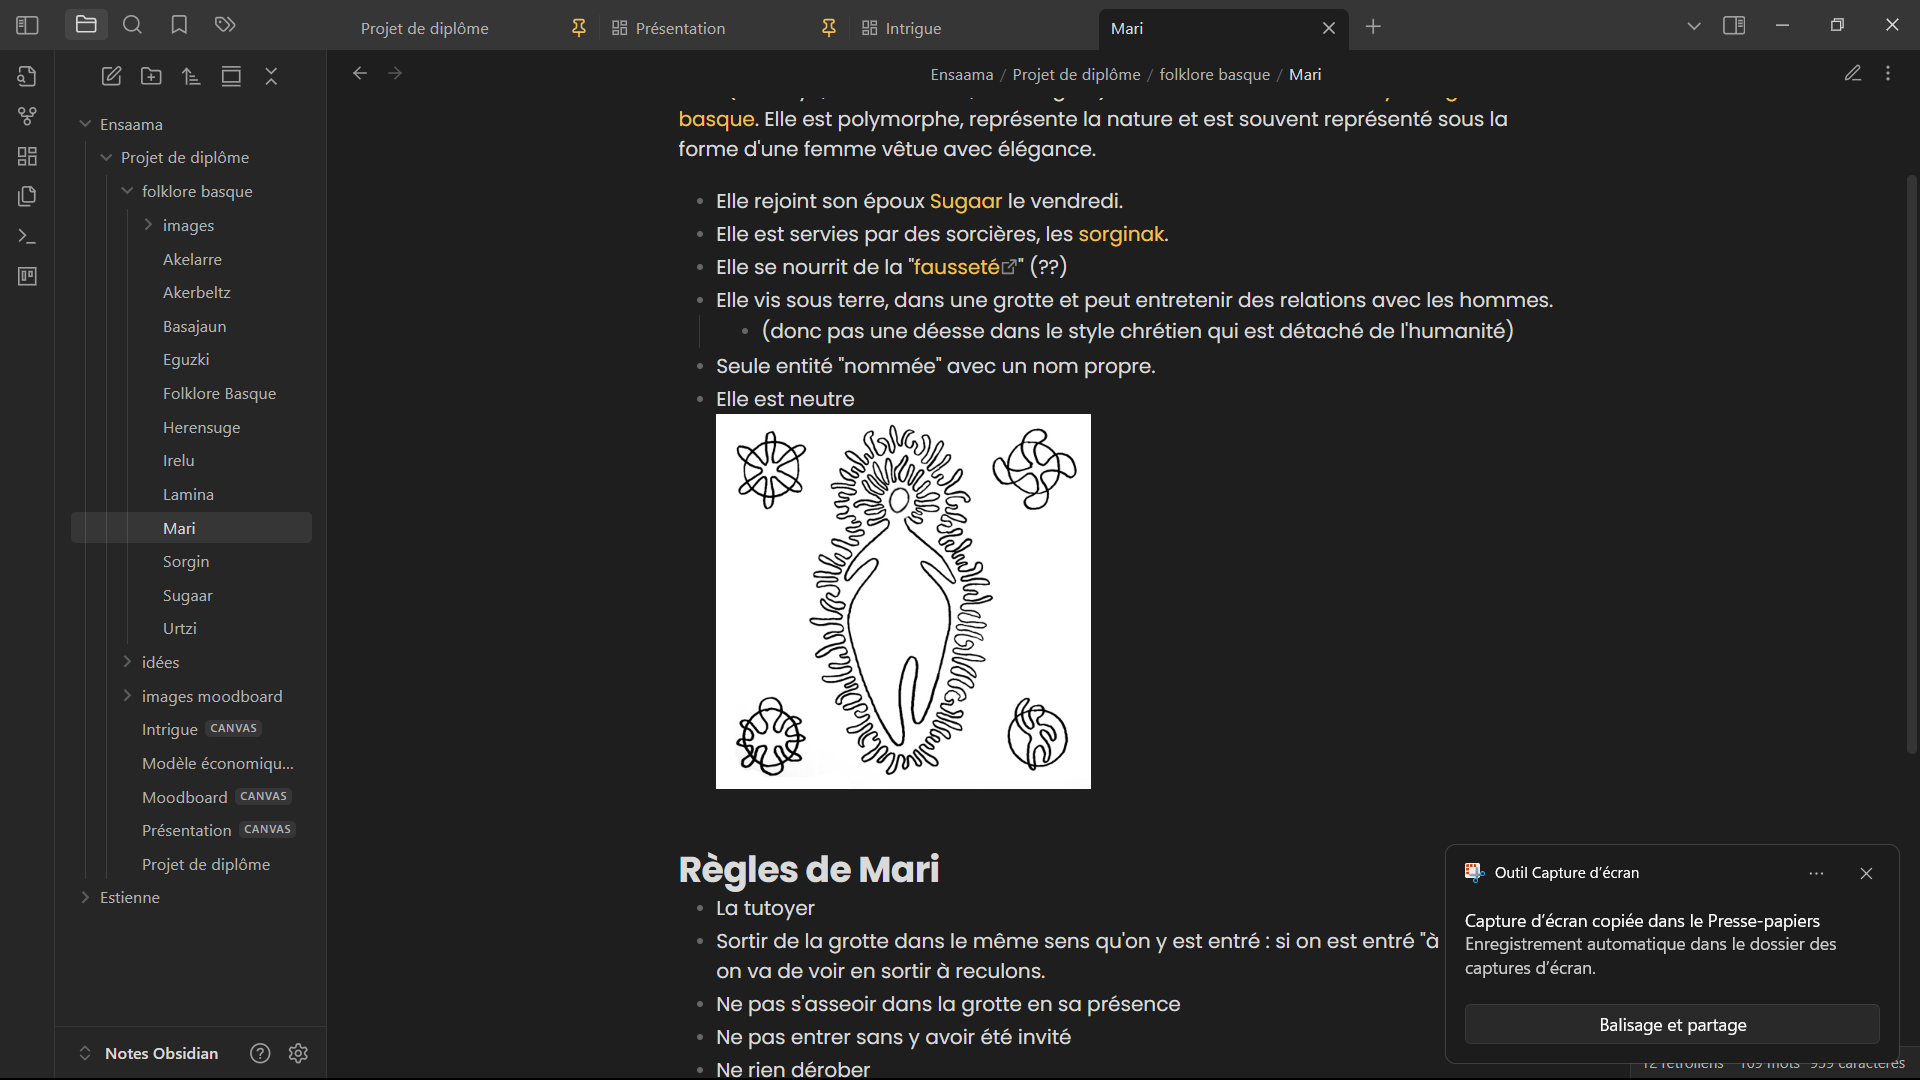 Projet de diplôme
Présentation
Intrigue
Mari
Ensaama / Projet de diplôme / folklore basque / Mari
Ensaama
Projet de diplôme
folklore basque
images
Akelarre
Akerbeltz
Basajaun
Eguzki
Folklore Basque
Herensuge
Irelu
Lamina
Mari
Sorgin
Sugaar
Urtzi
idées
images moodboard
Intrigue CANVAS
Modèle économiqu...
Moodboard CANVAS
Présentation CANVAS
Projet de diplôme
Estienne
Notes Obsidian
basque. Elle est polymorphe, représente la nature et est souvent représenté sous la
forme d'une femme vêtue avec élégance.
Elle rejoint son époux Sugaar le vendredi.
Elle est servies par des sorcières, les sorginak.
Elle se nourrit de la "fausseté" (??)
Elle vis sous terre, dans une grotte et peut entretenir des relations avec les hommes.
(donc pas une déesse dans le style chrétien qui est détaché de l'humanité)
Seule entité "nommée" avec un nom propre.
Elle est neutre
Règles de Mari
La tutoyer
Sortir de la grotte dans le même sens qu'on y est entré : si on est entré "à
on va de voir en sortir à reculons.
Ne pas s'asseoir dans la grotte en sa présence
Ne pas entrer sans y avoir été invité
Ne rien dérober
Outil Capture d’écran
Capture d’écran copiée dans le Presse-papiers
Enregistrement automatique dans le dossier des
captures d’écran.
Balisage et partage